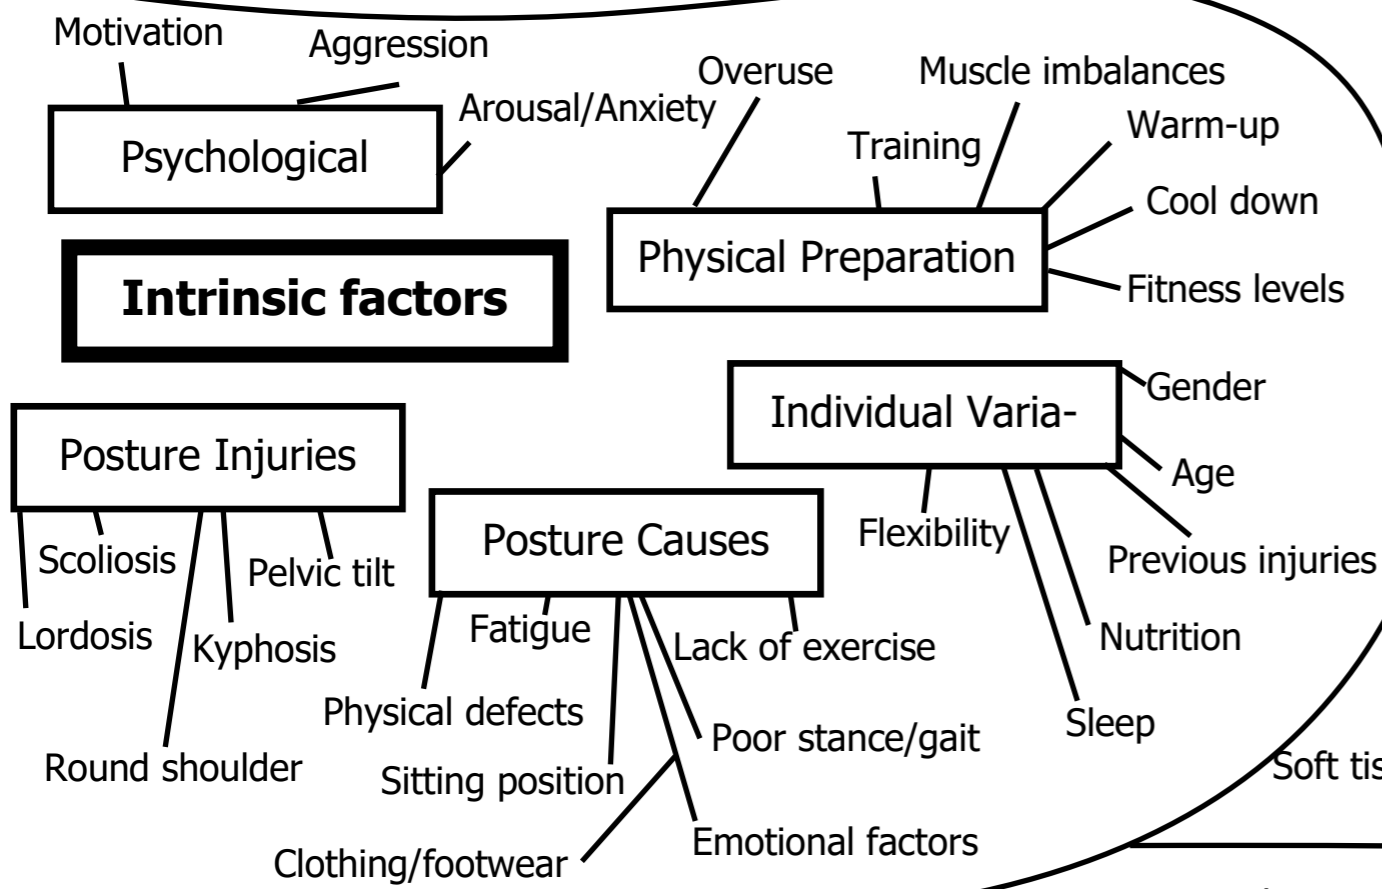 Motivation
Aggression
Arousal/Anxiety
Psychological
Overuse
Muscle imbalances
Training
Warm-up
Cool down
Physical Preparation
Fitness levels
Intrinsic factors
Individual Varia-
Gender
Age
Flexibility
Previous injuries
Nutrition
Sleep
Posture Injuries
Scoliosis
Pelvic tilt
Lordosis
Kyphosis
Round shoulder
Posture Causes
Fatigue
Lack of exercise
Physical defects
Poor stance/gait
Sitting position
Emotional factors
Clothing/footwear
Soft tis